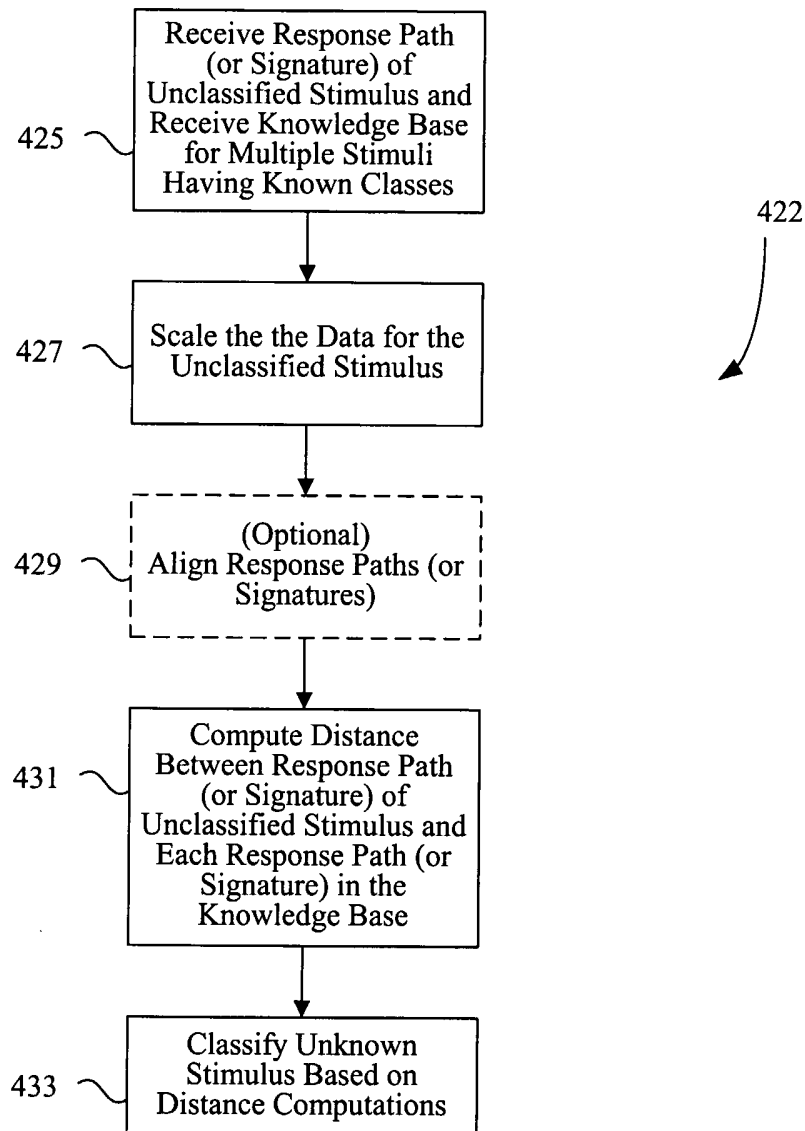 Receive Response Path
(or Signature) of
Unclassified Stimulus and
Receive Knowledge Base
for Multiple Stimuli
Having Known Classes
425
422
Scale the the Data for the
Unclassified Stimulus
427
(Optional)
Align Response Paths (or
Signatures)
429
Compute Distance
Between Response Path
(or Signature) of
Unclassified Stimulus and
Each Response Path (or
Signature) in the
Knowledge Base
431
Classify Unknown
Stimulus Based on
Distance Computations
433